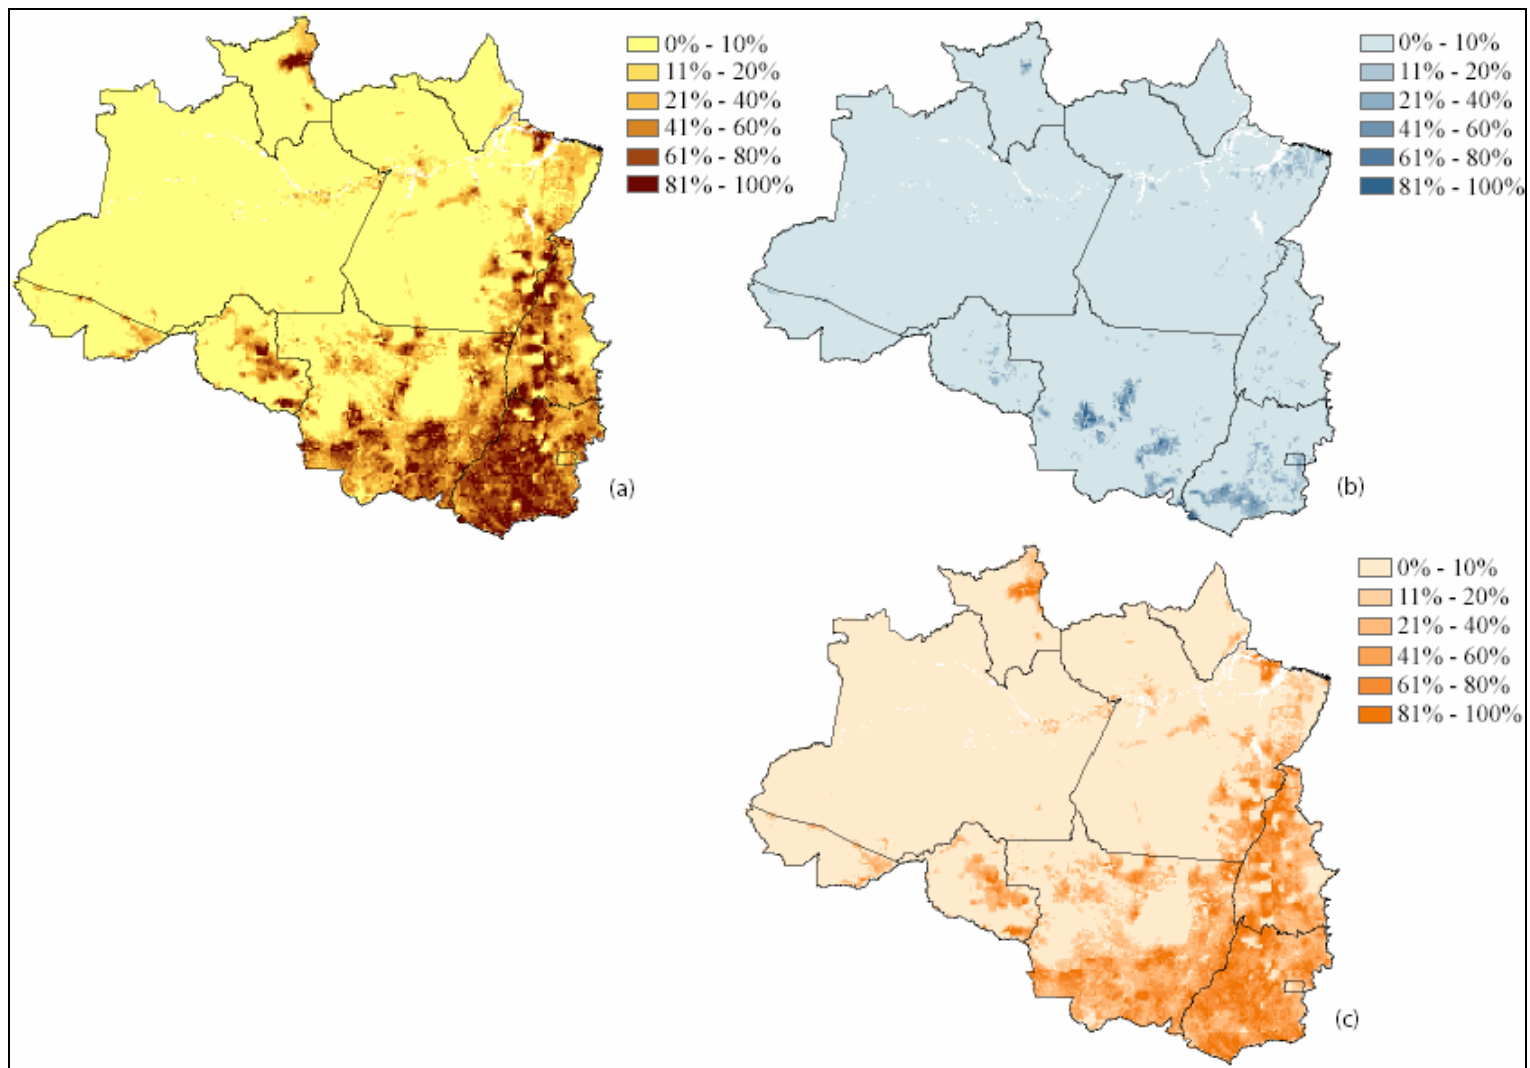 0% - 10%
11% - 20%
21% - 40%
41% - 60%
61% - 80%
81% - 100%
(a)
0% - 10%
11% - 20%
21% - 40%
41% - 60%
61% - 80%
81% - 100%
(b)
0% - 10%
11% - 20%
21% - 40%
41% - 60%
61% - 80%
81% - 100%
(c)